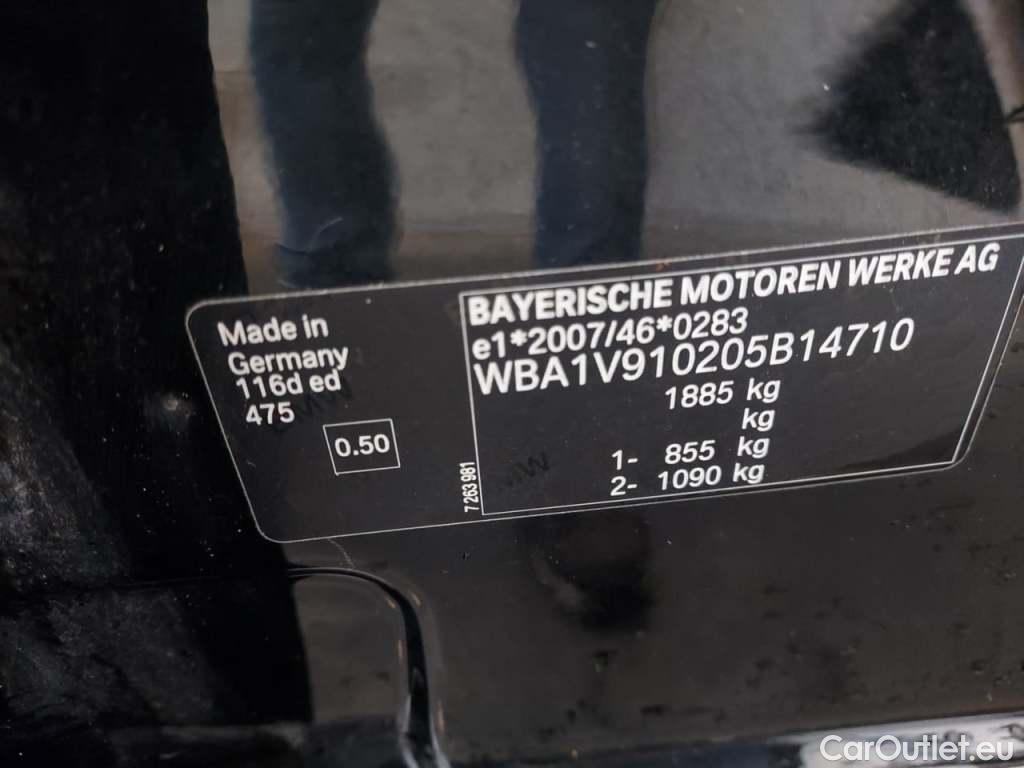 Made in
Germany
116d ed
475
0.50
7 263 981
BAYERISCHE MOTOREN WERKE AG
e1*2007/46*0283
WBA1V910205B14710
1885 kg
kg
1- 855 kg
2- 1090 kg
CarOutlet.eu